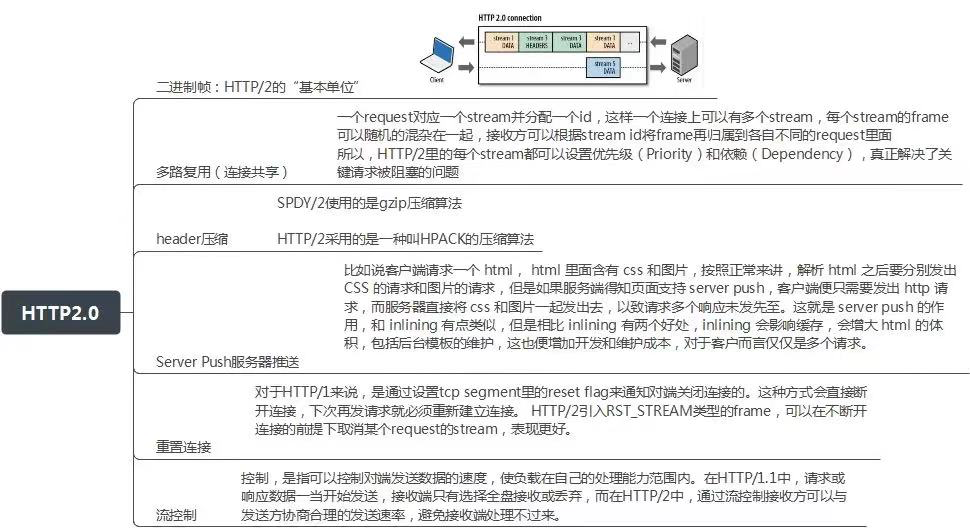 HTTP 2.0 connection
stream 1 DATA
stream 3 HEADERS
stream 3 DATA
stream 1 DATA
...
stream 5 DATA
Client
Server
二进制帧：HTTP/2的“基本单位”
一个request对应一个stream并分配一个id，这样一个连接上可以有多个stream，每个stream的frame
可以随机的混杂在一起，接收方可以根据stream id将frame再归属到各自不同的request里面
所以，HTTP/2里的每个stream都可以设置优先级（Priority）和依赖（Dependency），真正解决了关
键请求被阻塞的问题
多路复用（连接共享）
SPDY/2使用的是gzip压缩算法
header压缩
HTTP/2采用的是一种叫HPACK的压缩算法
HTTP2.0
比如说客户端请求一个 html， html 里面含有 css 和图片，按照正常来讲，解析 html 之后要分别发出
CSS 的请求和图片的请求，但是如果服务端得知页面支持 server push，客户端便只需要发出 http 请
求，而服务器直接将 css 和图片一起发出去，以致请求多个响应未发先至。这就是 server push 的作
用，和 inlining 有点类似，但是相比 inlining 有两个好处，inlining 会影响缓存，会增大 html 的体
积，包括后台模板的维护，这也便增加开发和维护成本，对于客户而言仅仅是多个请求。
Server Push服务器推送
对于HTTP/1来说，是通过设置tcp segment里的reset flag来通知对端关闭连接的。这种方式会直接断
开连接，下次再发请求就必须重新建立连接。 HTTP/2引入RST_STREAM类型的frame，可以在不断开
连接的前提下取消某个request的stream，表现更好。
重置连接
控制，是指可以控制对端发送数据的速度，使负载在自己的处理能力范围内。在HTTP/1.1中，请求或
响应数据一当开始发送，接收端只有选择全盘接收或丢弃，而在HTTP/2中，通过流控制接收方可以与
发送方协商合理的发送速率，避免接收端处理不过来。
流控制